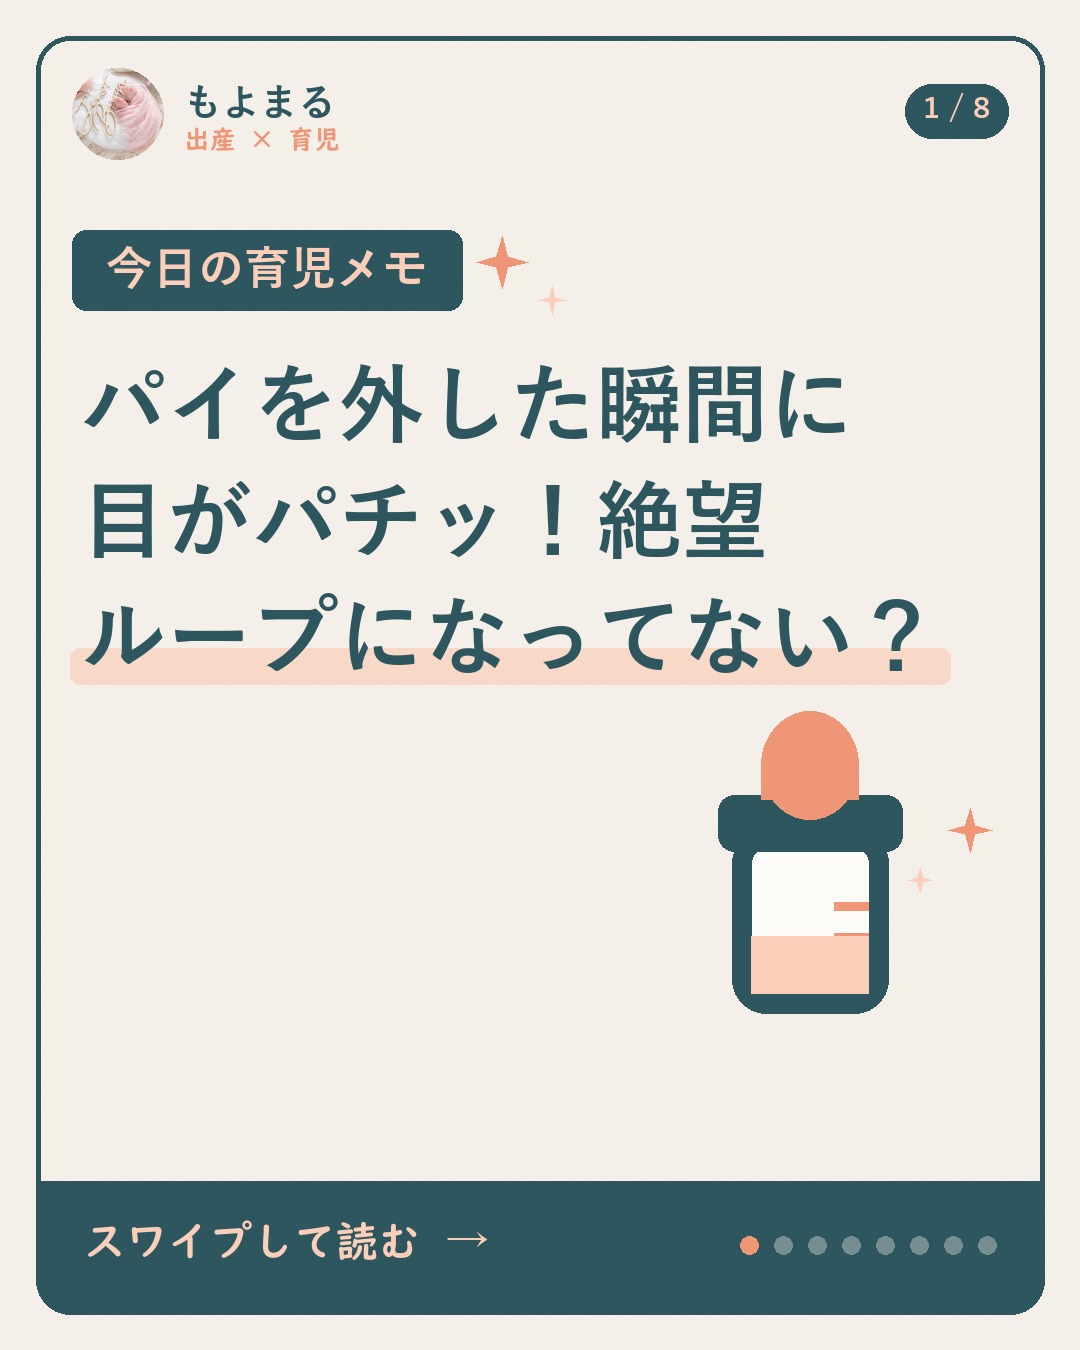 もよまる
出産 × 育児
1 / 8
今日の育児メモ
パイを外した瞬間に
目がパチッ！絶望
ループになってない？
スワイプして読む →